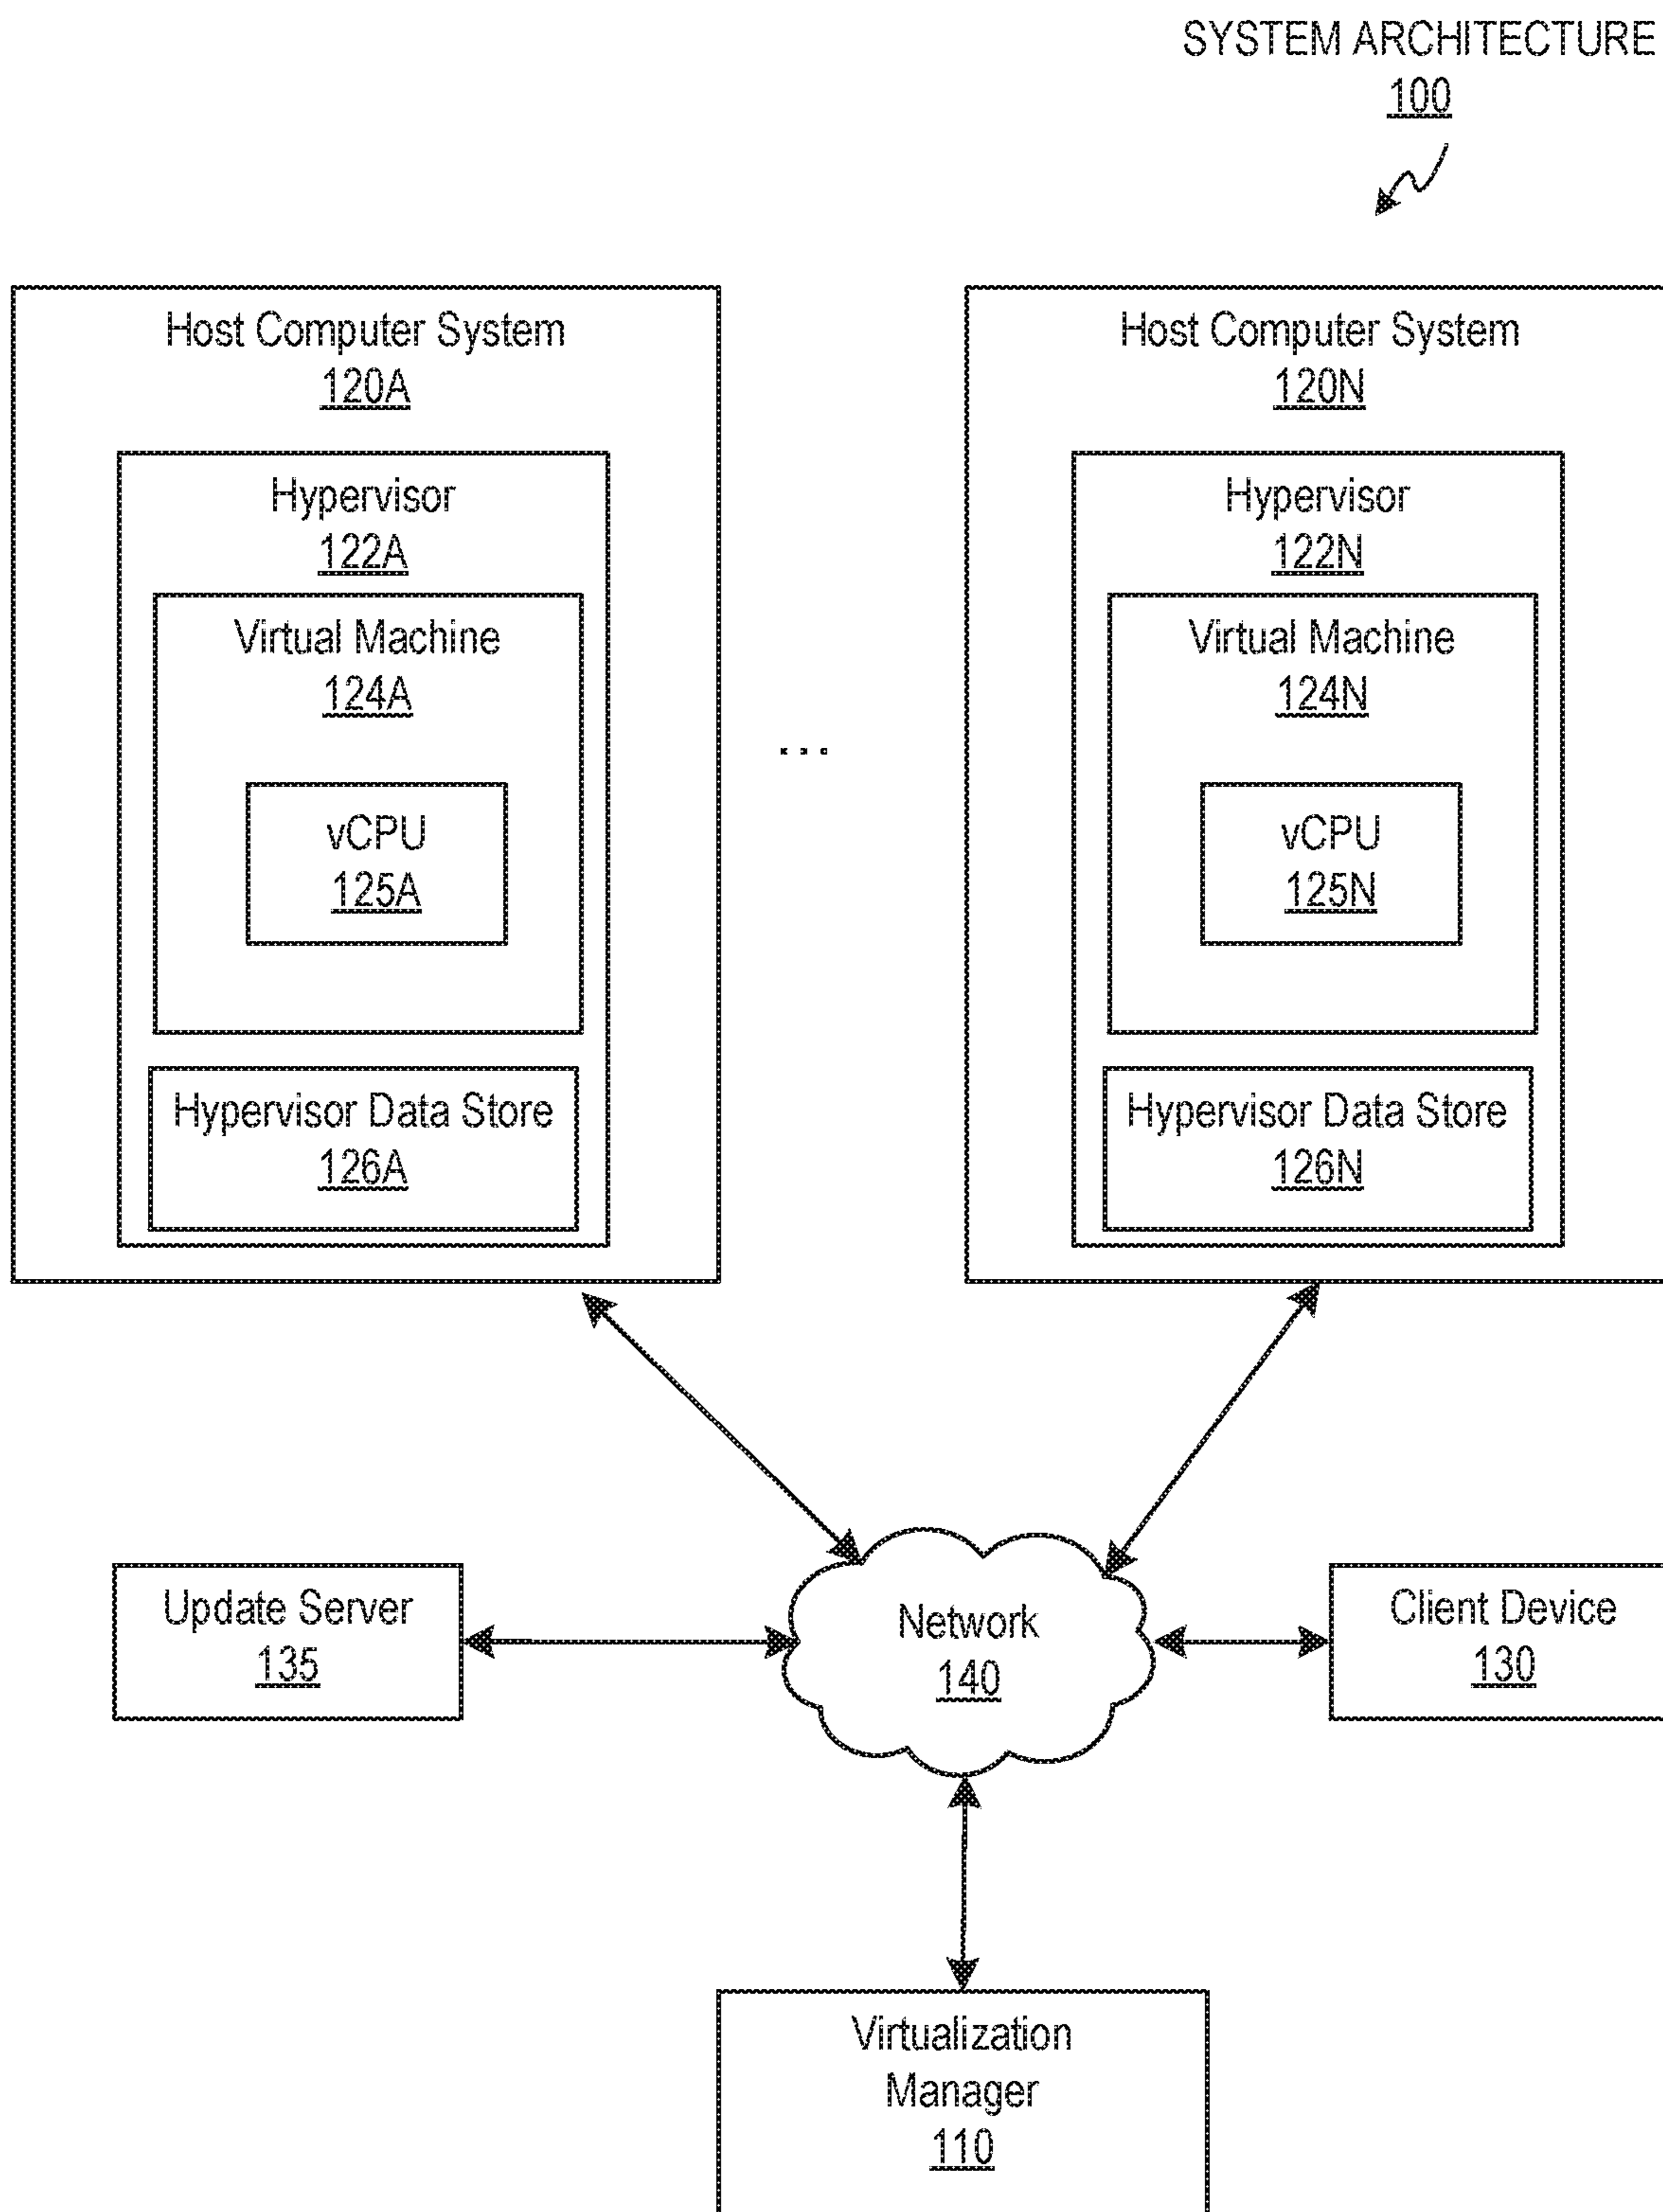 SYSTEM ARCHITECTURE
100
Host Computer System
120A
Hypervisor
122A
Virtual Machine
124A
vCPU
125A
Hypervisor Data Store
126A
...
Host Computer System
120N
Hypervisor
122N
Virtual Machine
124N
vCPU
125N
Hypervisor Data Store
126N
Update Server
135
Network
140
Client Device
130
Virtualization
Manager
110